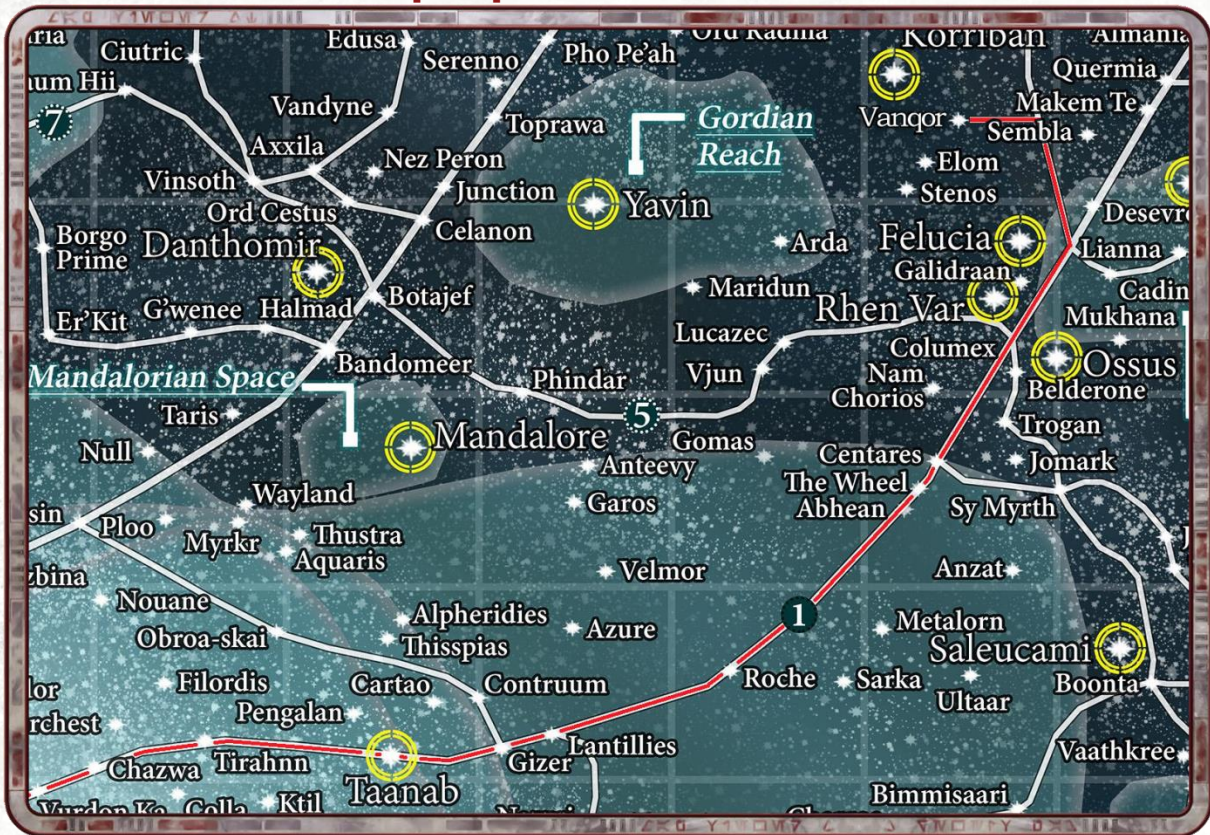 Ciutric
Edusa
Serenno
Pho Pe'ah
Ord Radama
Korriban
Almania
Quermia
7
Vandyne
Toprawa
Gordian
Reach
Vanqor
Makem Te
Sembla
Axxila
Nez Peron
Elom
Vinsoth
Junction
Stenos
Yavin
Ord Cestus
Celanon
Borgo
Prime
Danthomir
Arda
Felucia
Lianna
Galidraan
Botajef
Maridun
Rhen Var
Er'Kit
G'wenee
Halmad
Mukhana
Lucazec
Columex
Bandomeer
Ossus
Mandalorian Space
Phindar
Vjun
Nam
Chorios
Belderone
Taris
5
Mandalore
Gomas
Trogan
Null
Anteevy
Centares
Jomark
The Wheel
Wayland
Garos
Abhean
Sy Myrth
Ploo
Myrkr
Thustra
Aquaris
Velmor
Anzat
Nouane
Alpheridies
1
Obroa-skai
Thisspias
Azure
Metalorn
Saleucami
Filordis
Cartao
Contruum
Roche
Sarka
Boonta
Pengalan
Ultaar
Lantillies
Chazwa
Tirahnn
Gizer
Vaathkree
Taanab
Vurdon Ka
Colla
Ktil
Bimmisaari